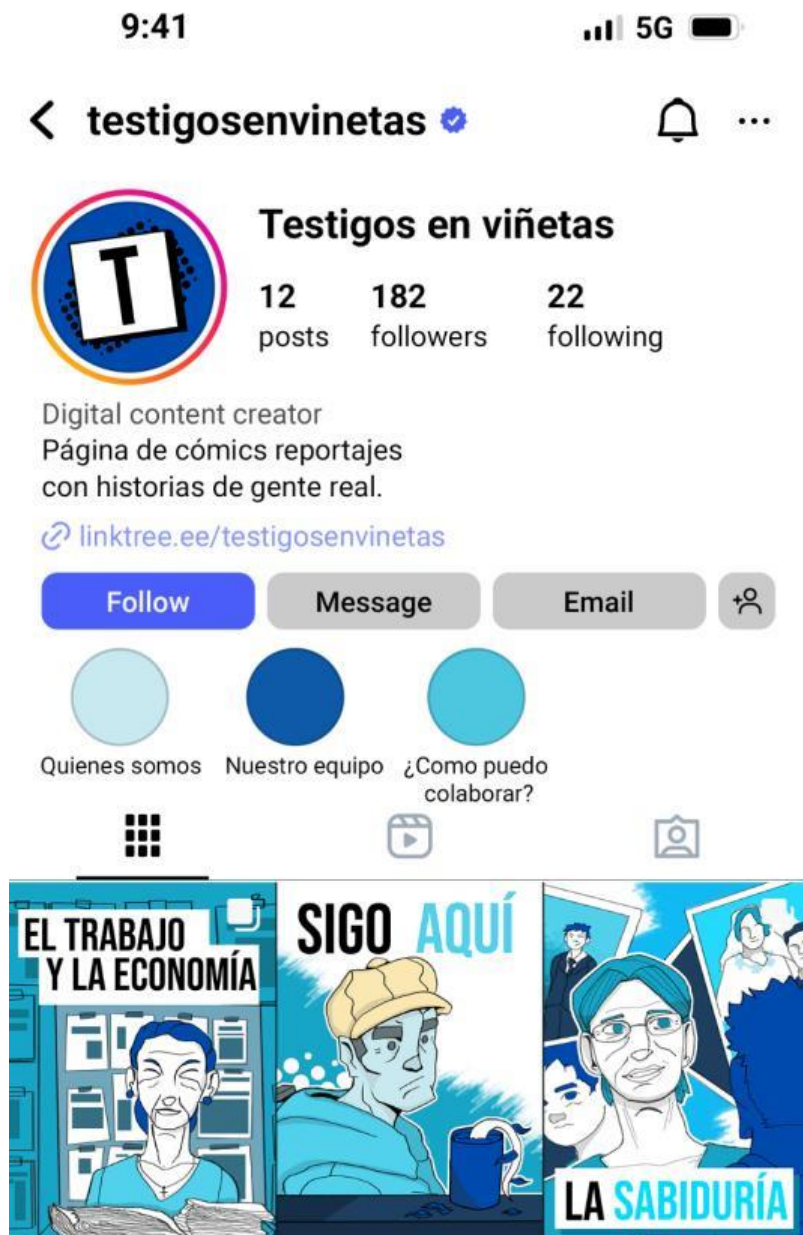 9:41
5G
testigosenvinetas
T
Testigos en viñetas
12 182 22
posts followers following
Digital content creator
Página de cómics reportajes
con historias de gente real.
linktree.ee/testigosenvinetas
Follow Message Email
Quienes somos Nuestro equipo ¿Como puedo
colaborar?
EL TRABAJO
Y LA ECONOMÍA
SIGO AQUÍ
LA SABIDURÍA